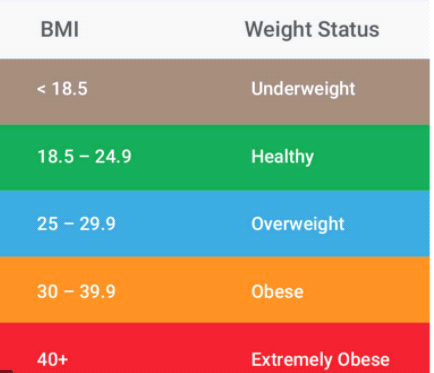 BMI Weight Status
< 18.5 Underweight
18.5 – 24.9 Healthy
25 – 29.9 Overweight
30 – 39.9 Obese
40+ Extremely Obese